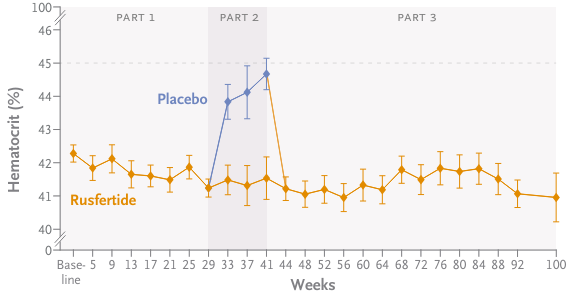 PART 1 PART 2 PART 3
100
46
45
44
43
42
41
40
0
Hematocrit (%)
Placebo
Rusfertide
Base-
line
5 9 13 17 21 25 29 33 37 41 44 48 52 56 60 64 68 72 76 80 84 88 92 100
Weeks